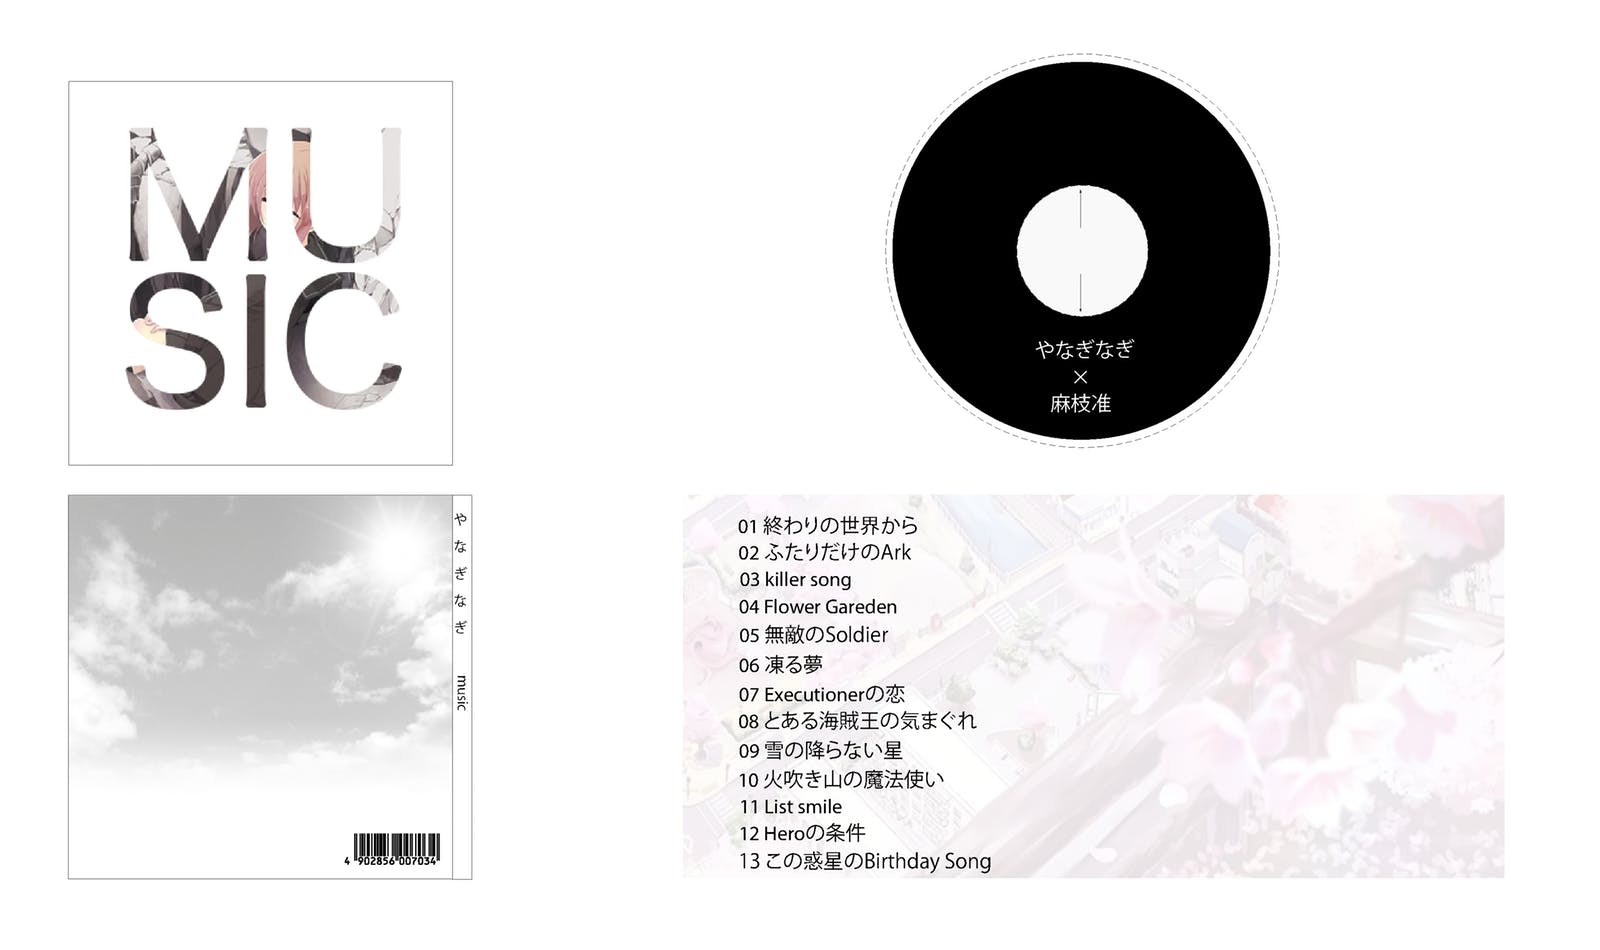 MU
SIC
やなぎなぎ
×
麻枝准
やなぎなぎ music
4 902856 007034
01 終わりの世界から
02 ふたりだけのArk
03 killer song
04 Flower Gareden
05 無敵のSoldier
06 凍る夢
07 Executionerの恋
08 とある海賊王の気まぐれ
09 雪の降らない星
10 火吹き山の魔法使い
11 List smile
12 Heroの条件
13 この惑星のBirthday Song